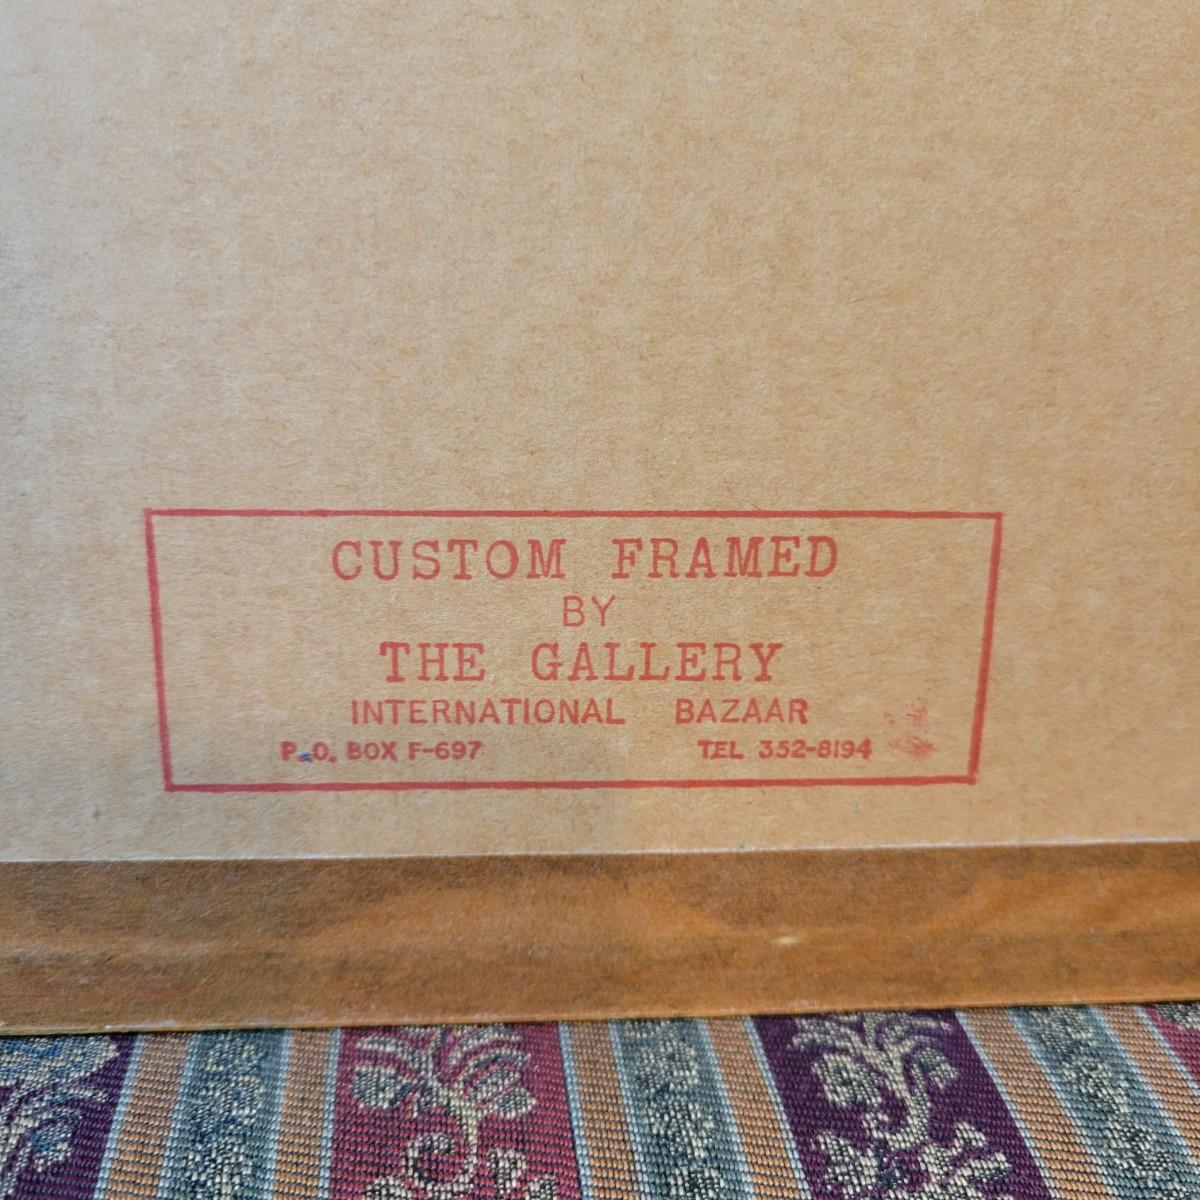 CUSTOM FRAMED
BY
THE GALLERY
INTERNATIONAL BAZAAR
P.O. BOX F-697 TEL 352-8194